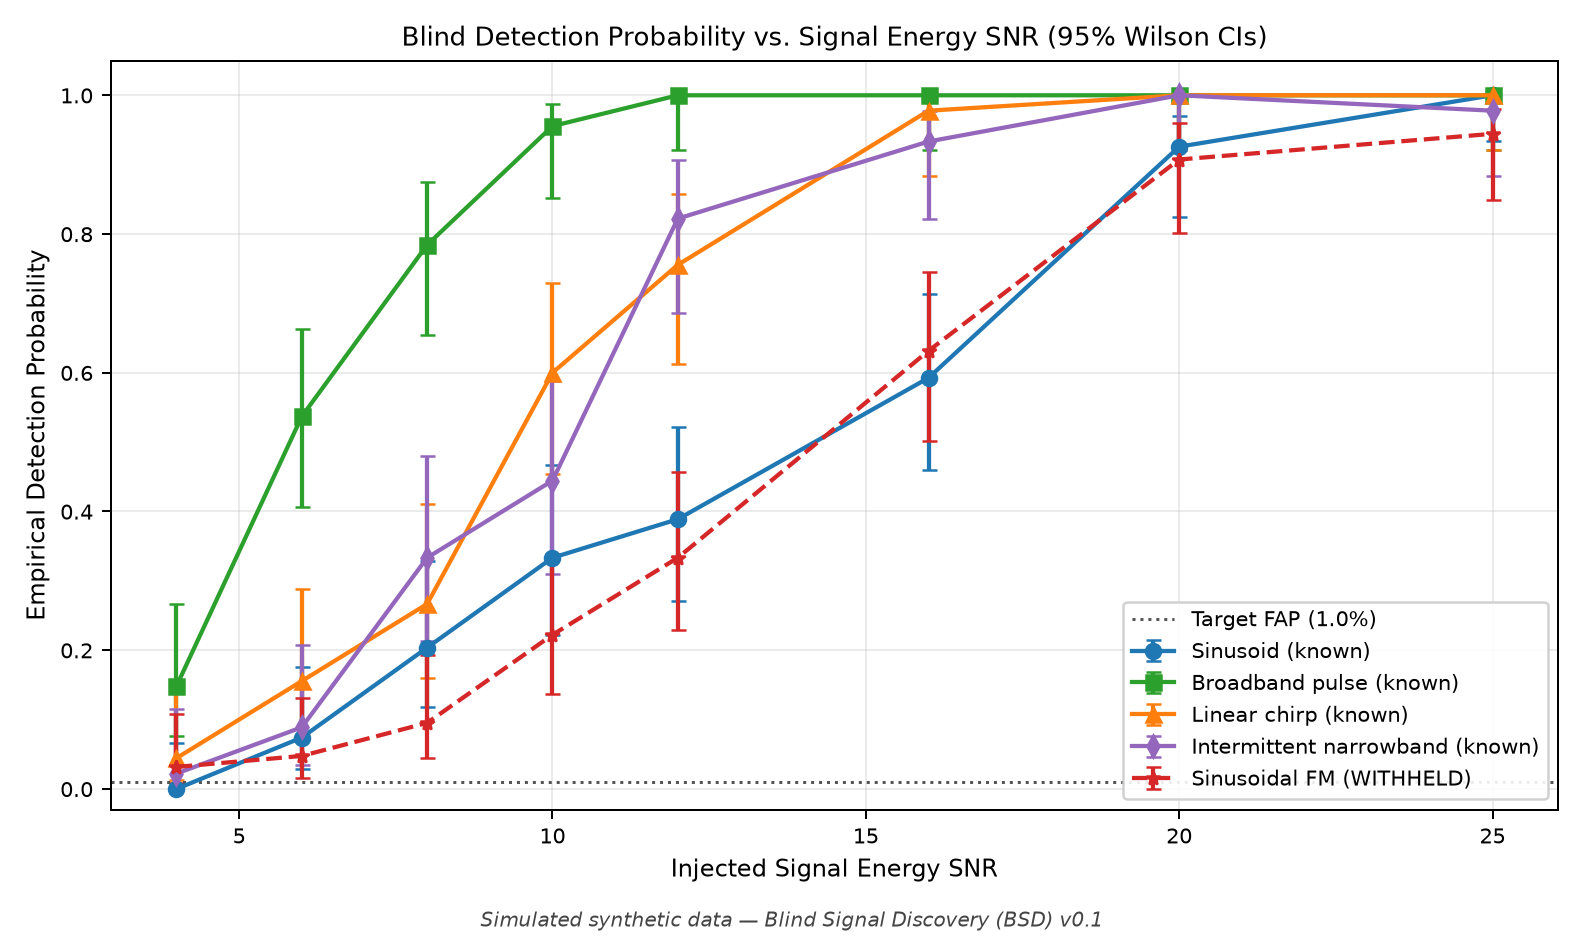 Blind Detection Probability vs. Signal Energy SNR (95% Wilson CIs)
Empirical Detection Probability
1.0
0.8
0.6
0.4
0.2
0.0
Target FAP (1.0%)
Sinusoid (known)
Broadband pulse (known)
Linear chirp (known)
Intermittent narrowband (known)
Sinusoidal FM (WITHHELD)
5
10
15
20
25
Injected Signal Energy SNR
Simulated synthetic data — Blind Signal Discovery (BSD) v0.1